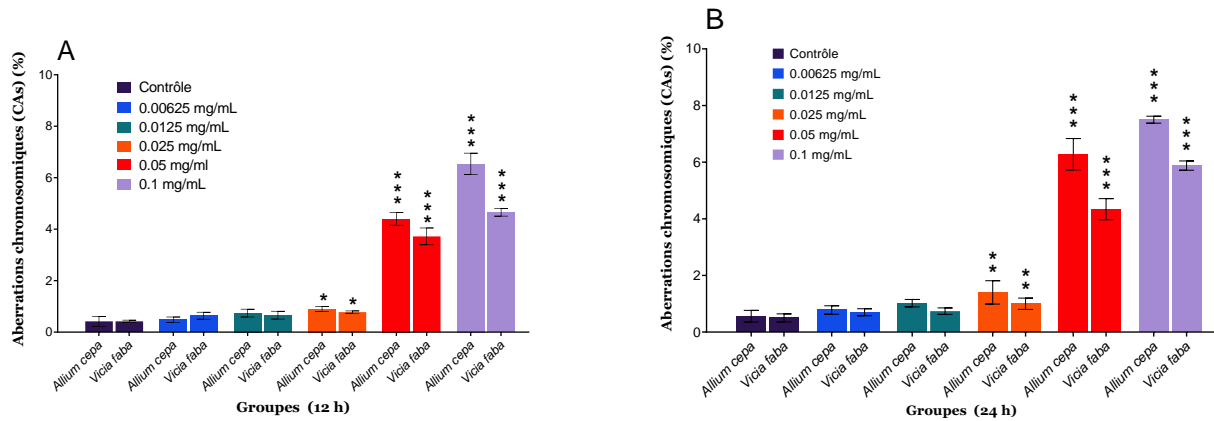 A
Aberrations chromosomiques (CAs) (%)
10
8
6
4
2
0
Contrôle
0.00625 mg/mL
0.0125 mg/mL
0.025 mg/mL
0.05 mg/ml
0.1 mg/mL
*
*
***
***
***
***
Allium cepa
Vicia faba
Allium cepa
Vicia faba
Allium cepa
Vicia faba
Allium cepa
Vicia faba
Allium cepa
Vicia faba
Allium cepa
Vicia faba
Groupes (12 h)
B
Aberrations chromosomiques (CAs) (%)
10
8
6
4
2
0
Contrôle
0.00625 mg/mL
0.0125 mg/mL
0.025 mg/mL
0.05 mg/mL
0.1 mg/mL
**
**
***
***
***
***
Allium cepa
Vicia faba
Allium cepa
Vicia faba
Allium cepa
Vicia faba
Allium cepa
Vicia faba
Allium cepa
Vicia faba
Allium cepa
Vicia faba
Groupes (24 h)